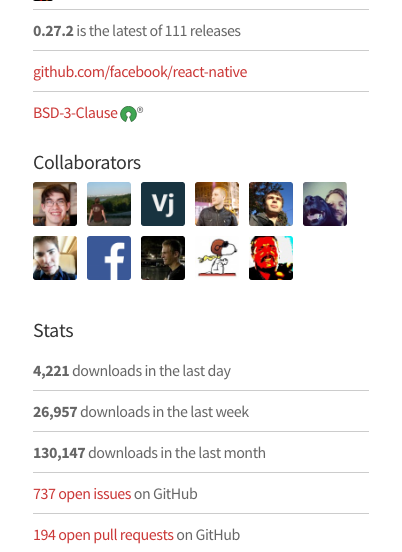 0.27.2 is the latest of 111 releases
github.com/facebook/react-native
BSD-3-Clause ®
Collaborators
Vj
f
Stats
4,221 downloads in the last day
26,957 downloads in the last week
130,147 downloads in the last month
737 open issues on GitHub
194 open pull requests on GitHub